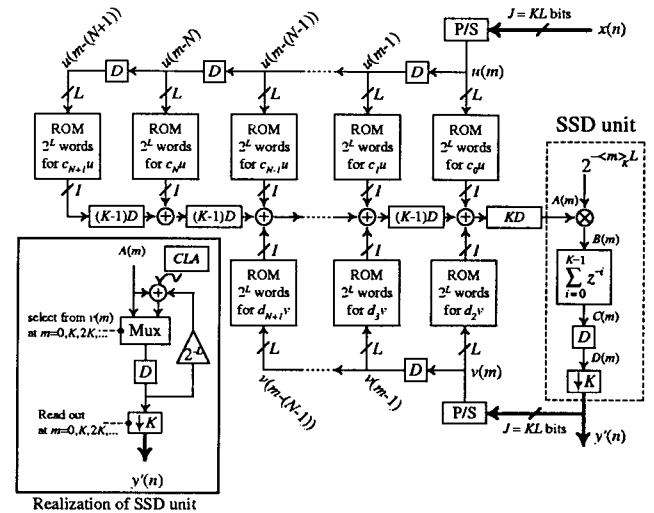 J = KL bits
P/S
x(n)
u(m-(N+1))
u(m-N)
u(m-(N-1))
u(m-1)
u(m)
D
D
D
L
L
L
L
L
ROM
2^L words
for c_{N+1}u
ROM
2^L words
for c_N u
ROM
2^L words
for c_{N-1}u
ROM
2^L words
for c_1 u
ROM
2^L words
for c_0 u
I
I
I
I
I
(K-1)D
(K-1)D
(K-1)D
KD
SSD unit
2^{-<m>_K L}
A(m)
B(m)
K-1
∑ z^{-i}
i=0
C(m)
D
D(m)
↓K
y'(n)
I
I
I
ROM
2^L words
for d_{N+1}v
ROM
2^L words
for d_3 v
ROM
2^L words
for d_2 v
L
L
L
D
v(m-(N-1))
v(m-1)
v(m)
P/S
J = KL bits
A(m)
CLA
select from v(m)
at m=0,K,2K,...
Mux
2^{-L}
D
Read out
at m=0,K,2K,...
↓K
y'(n)
Realization of SSD unit